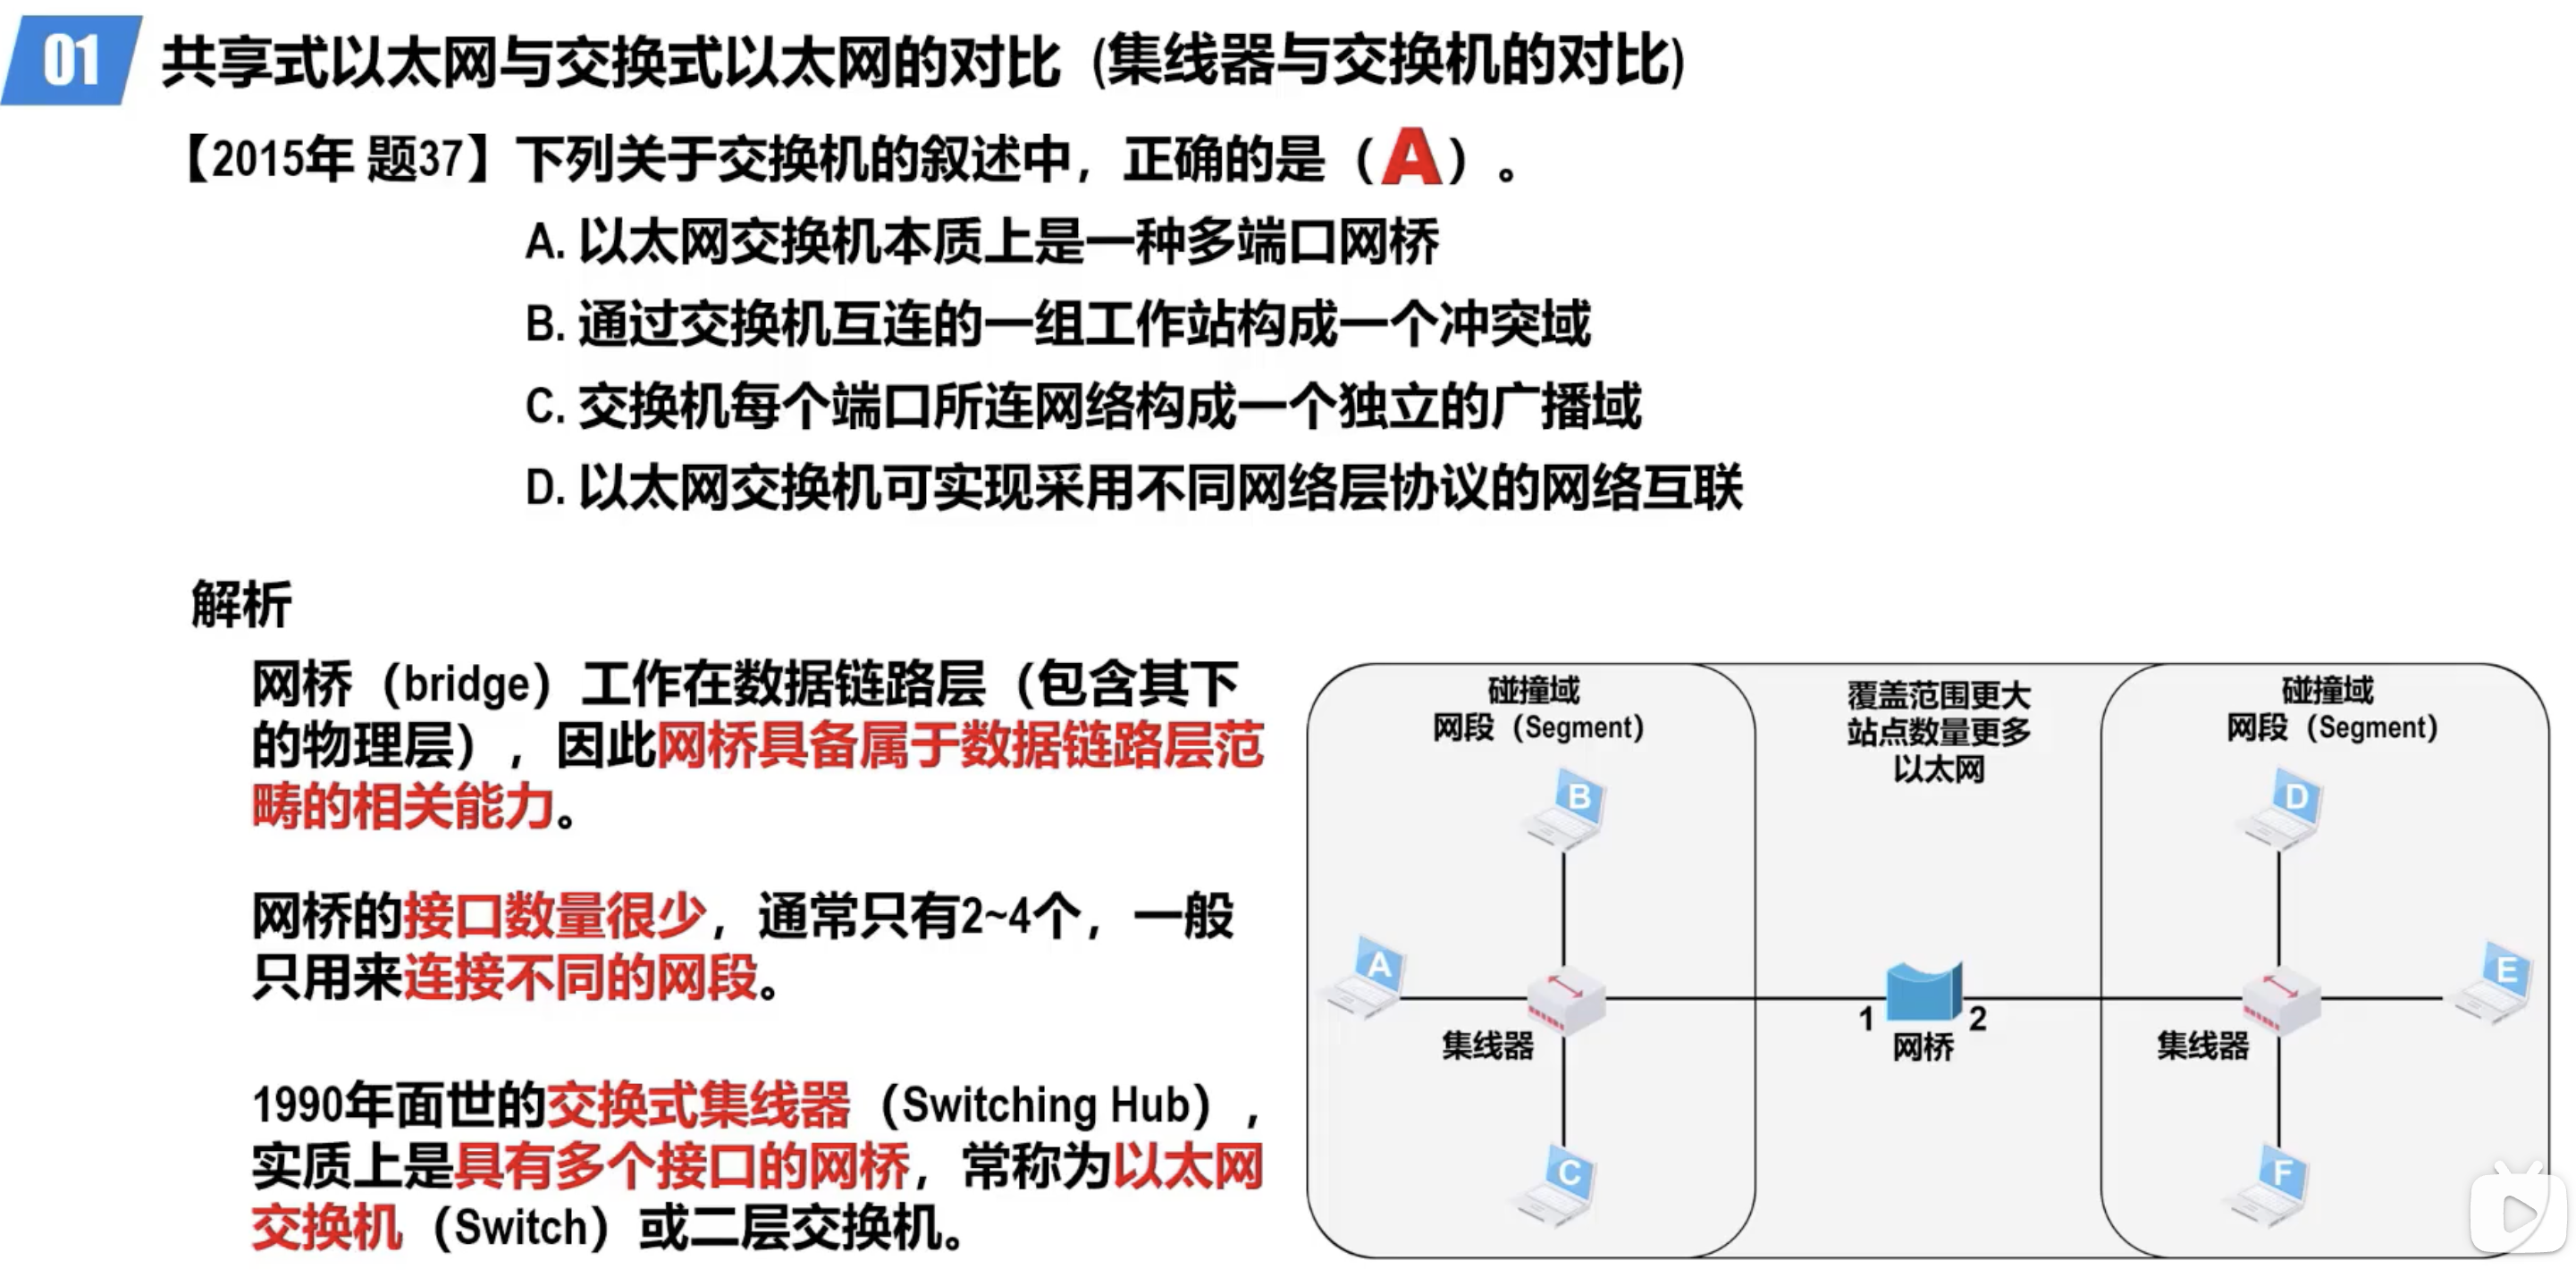 01 共享式以太网与交换式以太网的对比 (集线器与交换机的对比)
【2015年 题37】下列关于交换机的叙述中，正确的是（A）。
A. 以太网交换机本质上是一种多端口网桥
B. 通过交换机互连的一组工作站构成一个冲突域
C. 交换机每个端口所连网络构成一个独立的广播域
D. 以太网交换机可实现采用不同网络层协议的网络互联
解析
网桥（bridge）工作在数据链路层（包含其下
的物理层），因此网桥具备属于数据链路层范
畴的相关能力。
网桥的接口数量很少，通常只有2~4个，一般
只用来连接不同的网段。
1990年面世的交换式集线器（Switching Hub），
实质上是具有多个接口的网桥，常称为以太网
交换机（Switch）或二层交换机。
碰撞域
网段（Segment）
B
A
集线器
C
覆盖范围更大
站点数量更多
以太网
1
2
网桥
碰撞域
网段（Segment）
D
E
集线器
F